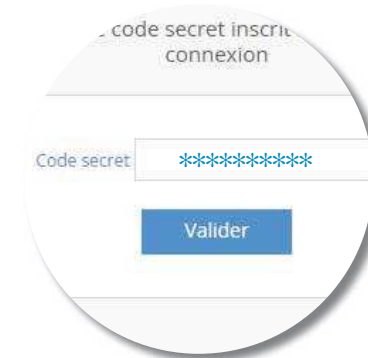 code secret inscrit
connexion
Code secret **********
Valider